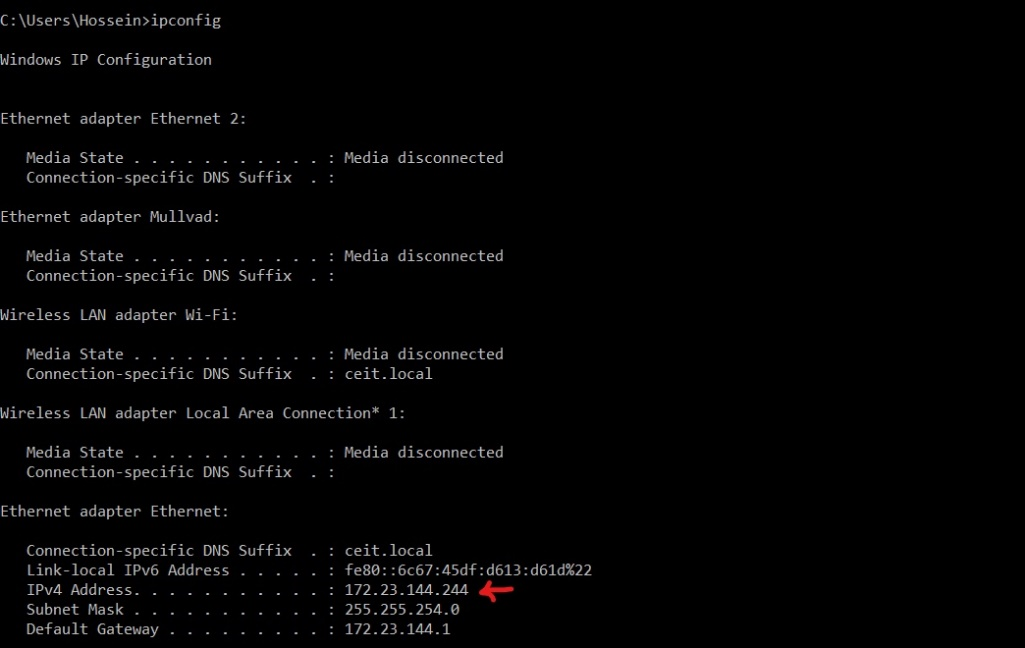 C:\Users\Hossein>ipconfig
Windows IP Configuration
Ethernet adapter Ethernet 2:
Media State . . . . . . . . . . . : Media disconnected
Connection-specific DNS Suffix  . :
Ethernet adapter Mullvad:
Media State . . . . . . . . . . . : Media disconnected
Connection-specific DNS Suffix  . :
Wireless LAN adapter Wi-Fi:
Media State . . . . . . . . . . . : Media disconnected
Connection-specific DNS Suffix  . : ceit.local
Wireless LAN adapter Local Area Connection* 1:
Media State . . . . . . . . . . . : Media disconnected
Connection-specific DNS Suffix  . :
Ethernet adapter Ethernet:
Connection-specific DNS Suffix  . : ceit.local
Link-local IPv6 Address . . . . . : fe80::6c67:45df:d613:d61d%22
IPv4 Address. . . . . . . . . . . : 172.23.144.244
Subnet Mask . . . . . . . . . . . : 255.255.254.0
Default Gateway . . . . . . . . . : 172.23.144.1